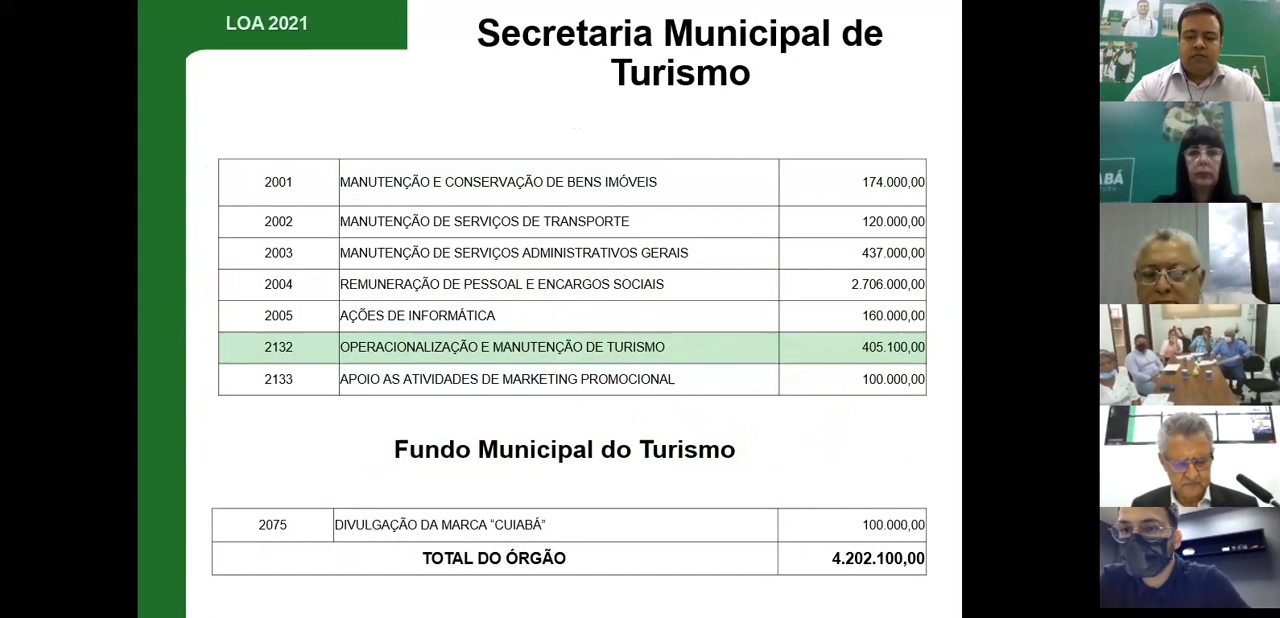 LOA 2021
Secretaria Municipal de
Turismo
2001 MANUTENÇÃO E CONSERVAÇÃO DE BENS IMÓVEIS 174.000,00
2002 MANUTENÇÃO DE SERVIÇOS DE TRANSPORTE 120.000,00
2003 MANUTENÇÃO DE SERVIÇOS ADMINISTRATIVOS GERAIS 437.000,00
2004 REMUNERAÇÃO DE PESSOAL E ENCARGOS SOCIAIS 2.706.000,00
2005 AÇÕES DE INFORMÁTICA 160.000,00
2132 OPERACIONALIZAÇÃO E MANUTENÇÃO DE TURISMO 405.100,00
2133 APOIO AS ATIVIDADES DE MARKETING PROMOCIONAL 100.000,00
Fundo Municipal do Turismo
2075 DIVULGAÇÃO DA MARCA “CUIABÁ” 100.000,00
TOTAL DO ÓRGÃO 4.202.100,00